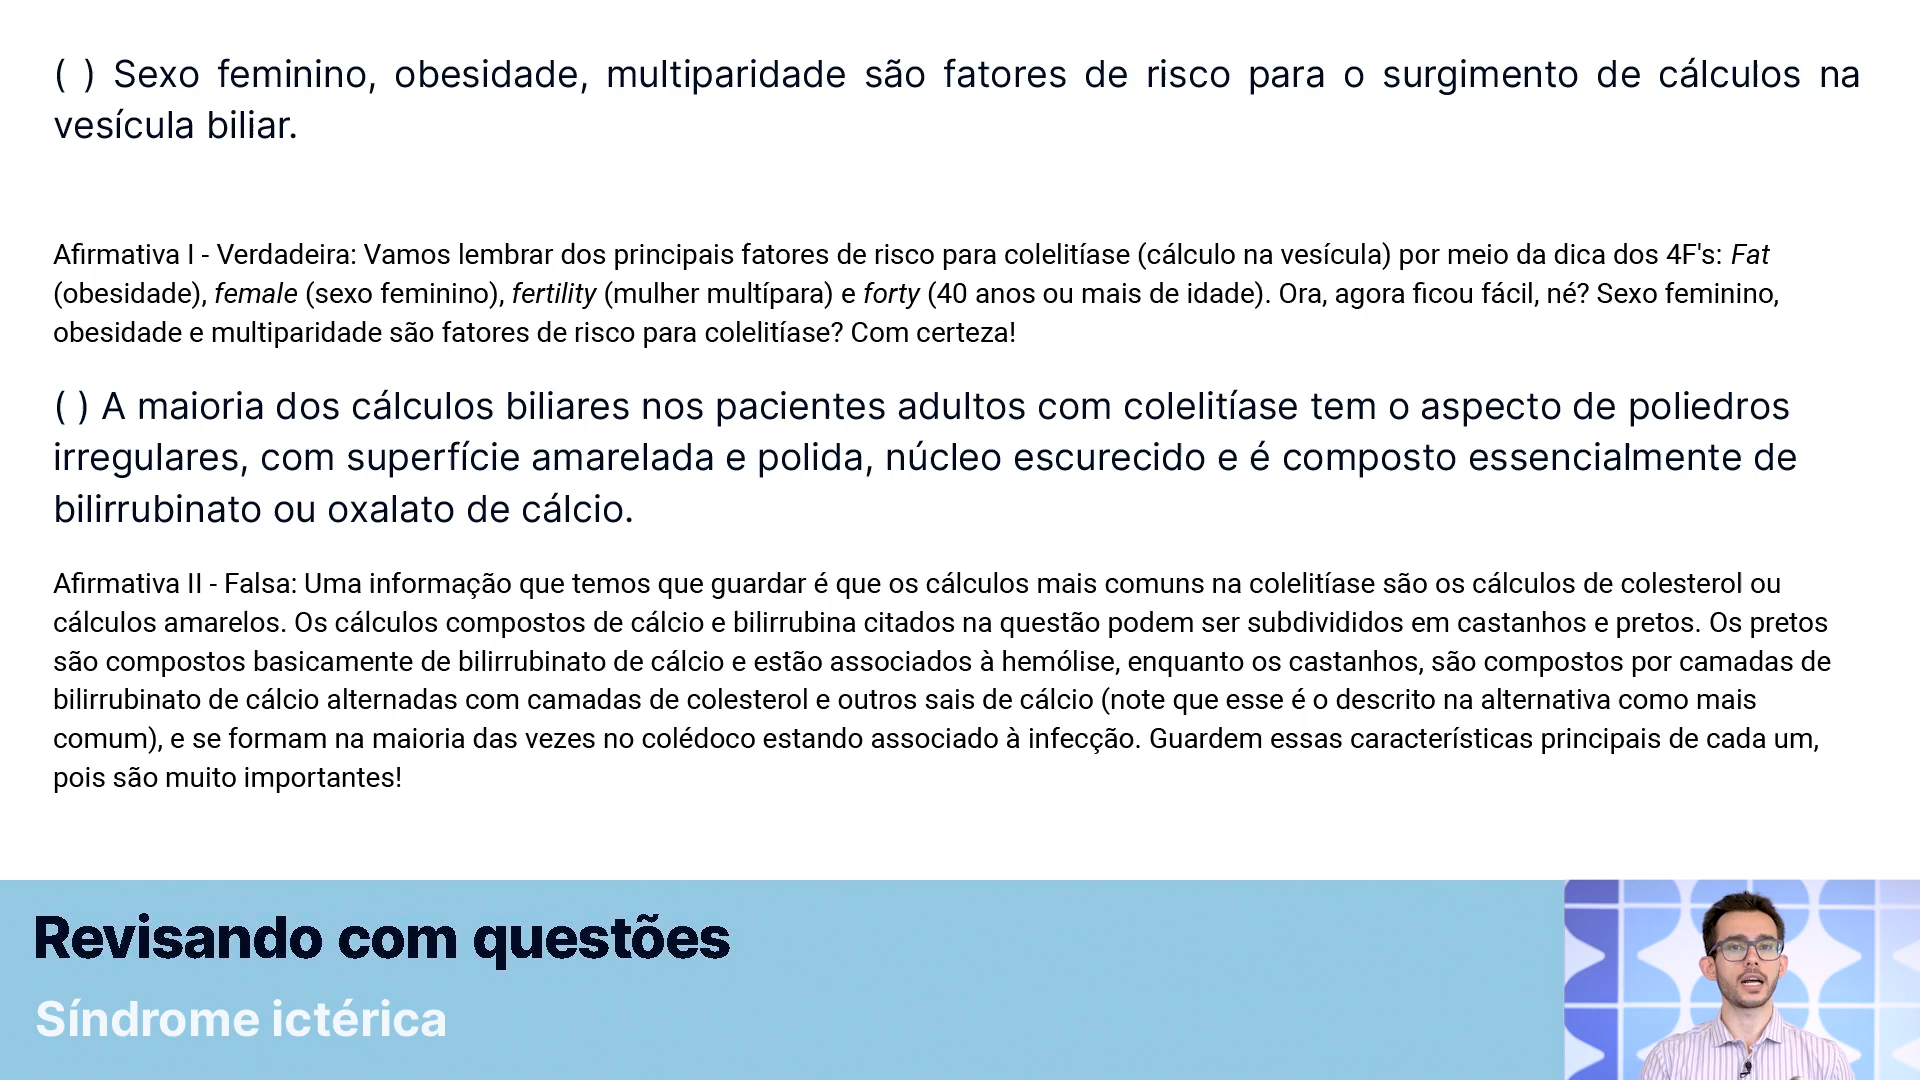 ( ) Sexo feminino, obesidade, multiparidade são fatores de risco para o surgimento de cálculos na
vesícula biliar.
Afirmativa I - Verdadeira: Vamos lembrar dos principais fatores de risco para colelitíase (cálculo na vesícula) por meio da dica dos 4F's: Fat
(obesidade), female (sexo feminino), fertility (mulher multípara) e forty (40 anos ou mais de idade). Ora, agora ficou fácil, né? Sexo feminino,
obesidade e multiparidade são fatores de risco para colelitíase? Com certeza!
( ) A maioria dos cálculos biliares nos pacientes adultos com colelitíase tem o aspecto de poliedros
irregulares, com superfície amarelada e polida, núcleo escurecido e é composto essencialmente de
bilirrubinato ou oxalato de cálcio.
Afirmativa II - Falsa: Uma informação que temos que guardar é que os cálculos mais comuns na colelitíase são os cálculos de colesterol ou
cálculos amarelos. Os cálculos compostos de cálcio e bilirrubina citados na questão podem ser subdivididos em castanhos e pretos. Os pretos
são compostos basicamente de bilirrubinato de cálcio e estão associados à hemólise, enquanto os castanhos, são compostos por camadas de
bilirrubinato de cálcio alternadas com camadas de colesterol e outros sais de cálcio (note que esse é o descrito na alternativa como mais
comum), e se formam na maioria das vezes no colédoco estando associado à infecção. Guardem essas características principais de cada um,
pois são muito importantes!
Revisando com questões
Síndrome ictérica